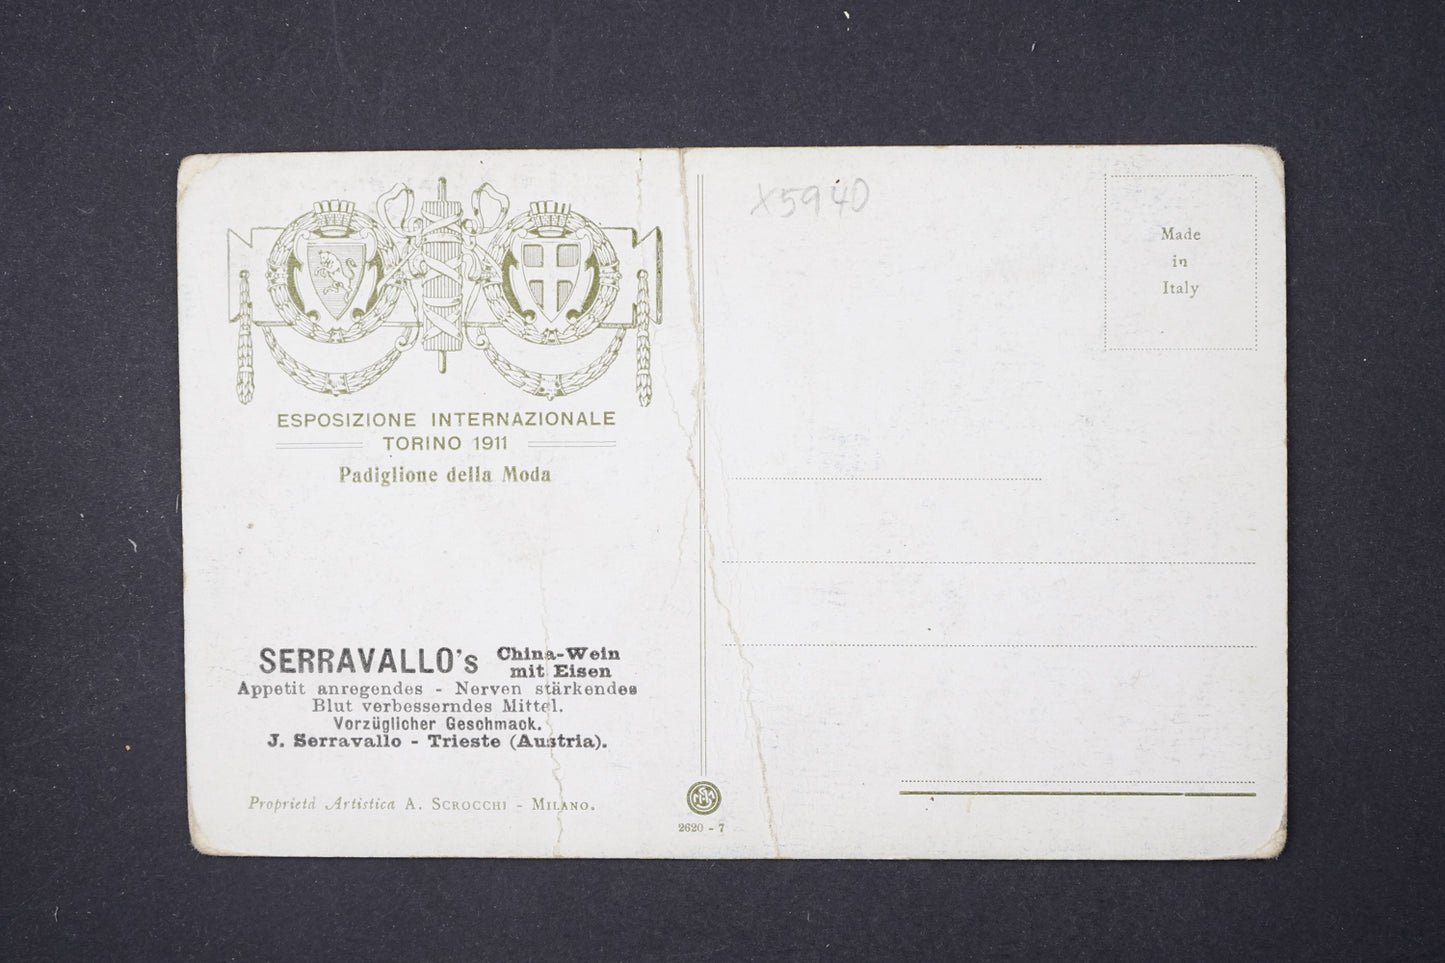 ESPOSIZIONE INTERNAZIONALE
TORINO 1911
Padiglione della Moda
SERRAVALLO's China-Wein
mit Eisen
Appetit anregendes - Nerven stärkendes
Blut verbesserndes Mittel.
Vorzüglicher Geschmack.
J. Serravallo - Trieste (Austria).
Proprietà Artistica A. SCROCCHI - MILANO.
2620 - 7
X5940
Made
in
Italy